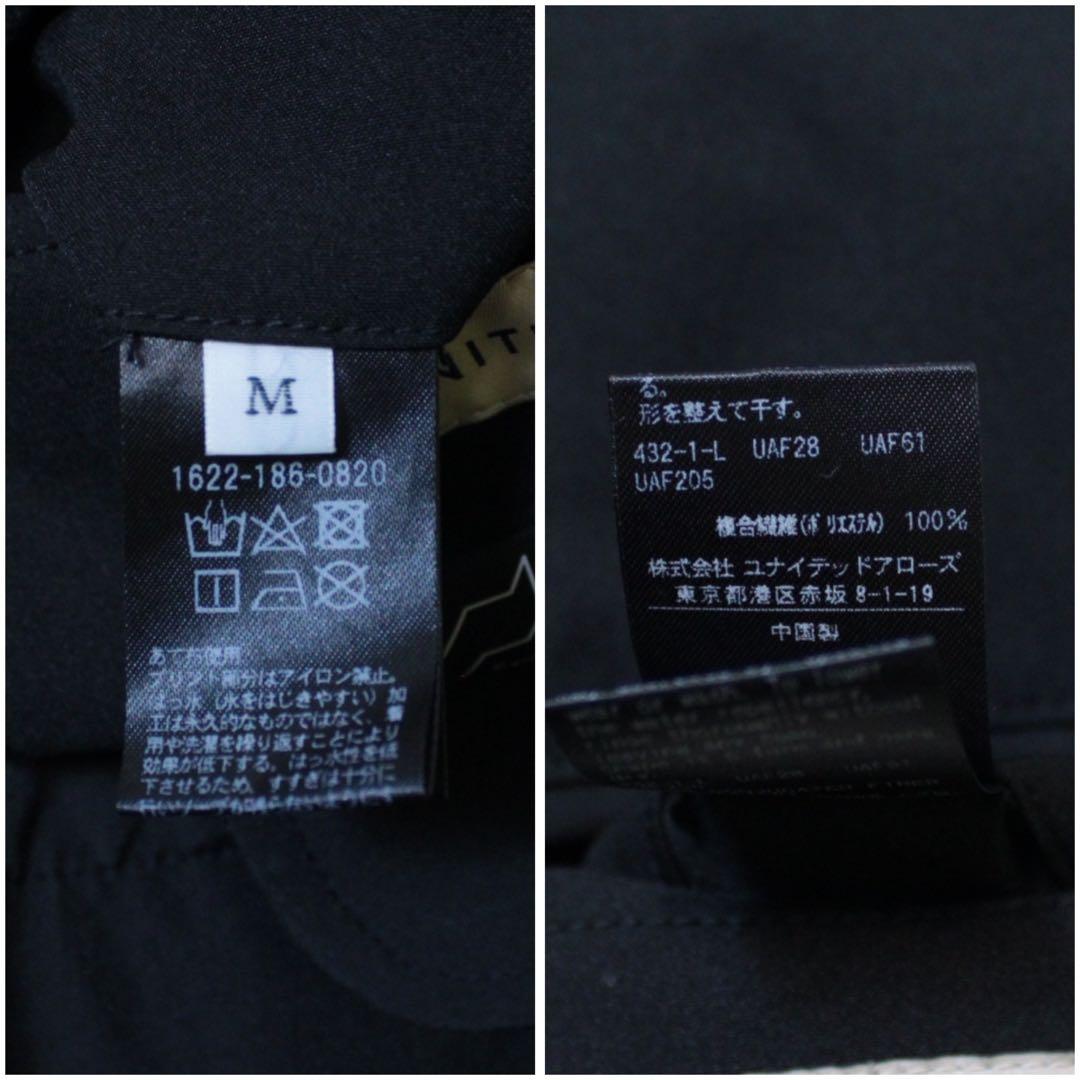 M
1622-186-0820
あて布使用
プリント部分はアイロン禁止。
はっ水（水をはじきやすい）加
工は永久的なものではなく、着
用や洗濯を繰り返すことにより
効果が低下する。はっ水性を低
下させるため、すすぎは十分に
NIT
る。
形を整えて干す。
432-1-L UAF28 UAF61
UAF205
複合繊維(ポリエステル) 100%
株式会社 ユナイテッドアローズ
東京都港区赤坂 8-1-19
中国製
UAF28 UAF61